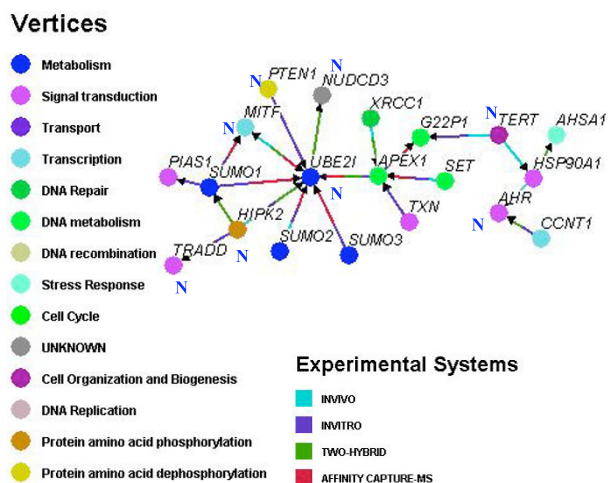 Vertices
Metabolism
Signal transduction
Transport
Transcription
DNA Repair
DNA metabolism
DNA recombination
Stress Response
Cell Cycle
UNKNOWN
Cell Organization and Biogenesis
DNA Replication
Protein amino acid phosphorylation
Protein amino acid dephosphorylation
N
PTEN1
N
NUDCD3
N
MITF
XRCC1
G22P1
N
TERT
AHSA1
PIAS1
SUMO1
UBE2I
N
APEX1
SET
HSP90A1
HIPK2
N
TXN
AHR
N
CCNT1
TRADD
N
SUMO2
SUMO3
Experimental Systems
INVIVO
INVITRO
TWO-HYBRID
AFFINITY CAPTURE-MS